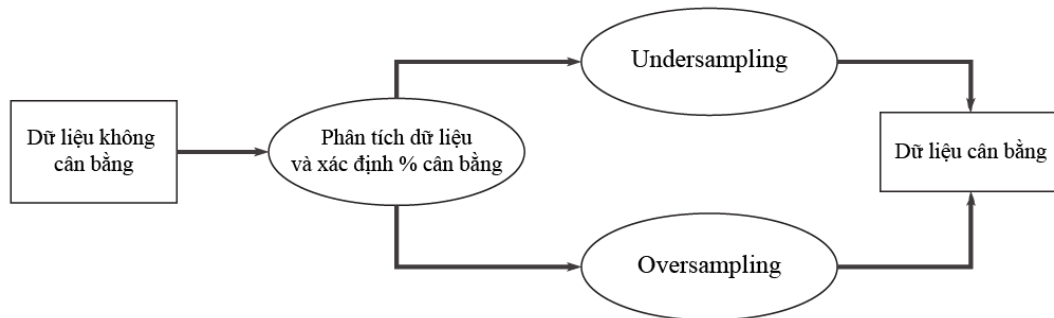 Dữ liệu không
cân bằng
Phân tích dữ liệu
và xác định % cân bằng
Undersampling
Oversampling
Dữ liệu cân bằng